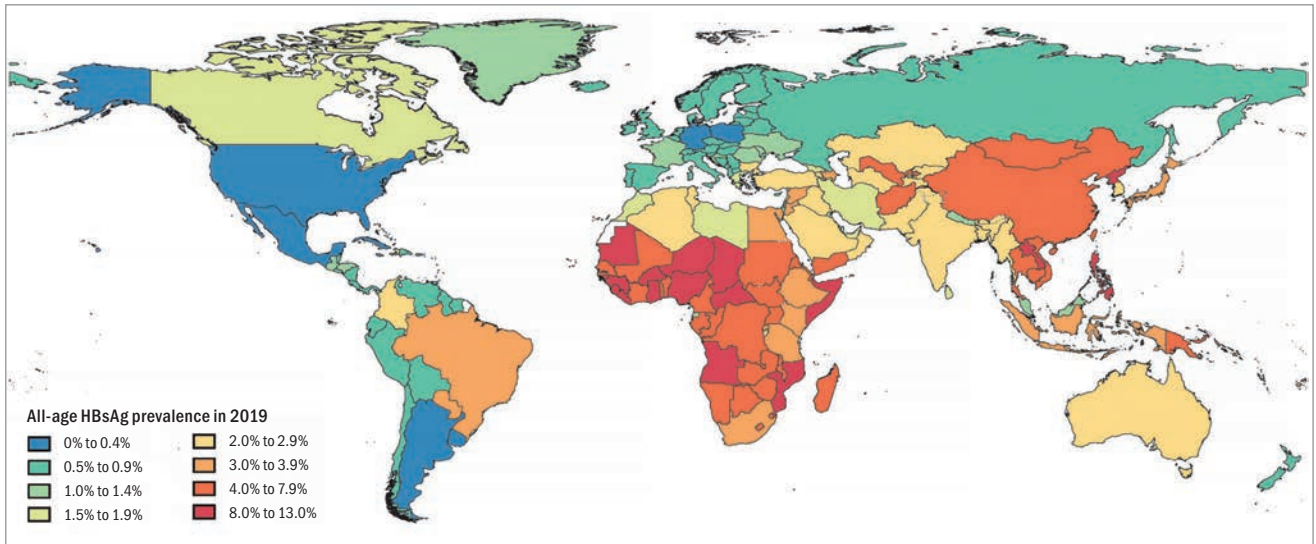 All-age HBsAg prevalence in 2019
0% to 0.4%
0.5% to 0.9%
1.0% to 1.4%
1.5% to 1.9%
2.0% to 2.9%
3.0% to 3.9%
4.0% to 7.9%
8.0% to 13.0%